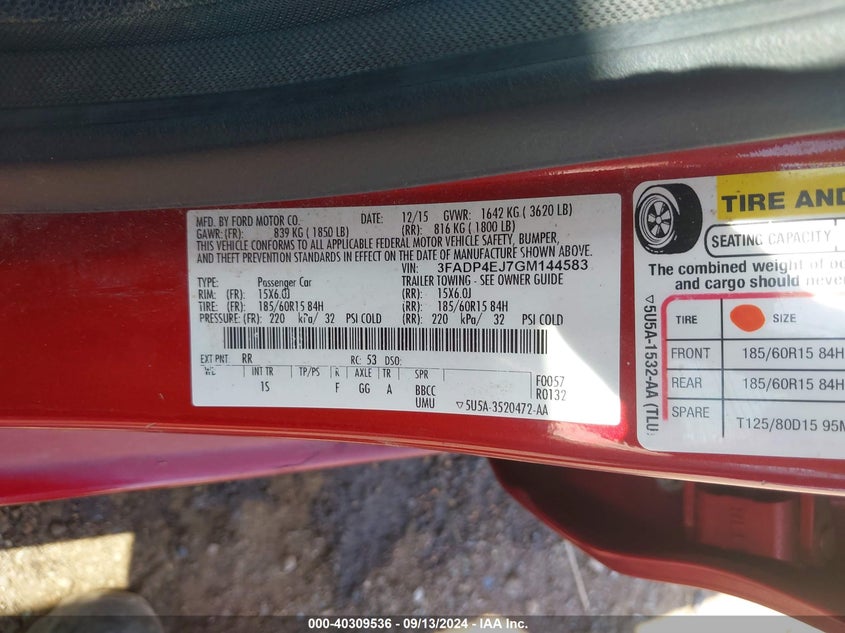 MFD. BY FORD MOTOR CO. DATE: 12/15 GVWR: 1642 KG ( 3620 LB)
GAWR:(FR): 839 KG ( 1850 LB) (RR): 816 KG ( 1800 LB)
THIS VEHICLE CONFORMS TO ALL APPLICABLE FEDERAL MOTOR VEHICLE SAFETY, BUMPER,
AND THEFT PREVENTION STANDARDS IN EFFECT ON THE DATE OF MANUFACTURE SHOWN ABOVE.
VIN: 3FADP4EJ7GM144583
TYPE: Passenger Car TRAILER TOWING - SEE OWNER GUIDE
RIM: (FR): 15X6.0J (RR): 15X6.0J
TIRE: (FR): 185/60R15 84H (RR): 185/60R15 84H
PRESSURE: (FR): 220 kPa/ 32 PSI COLD (RR): 220 kPa/ 32 PSI COLD
EXT PNT: RR RC: 53 DSO:
INT TR TP/PS R AXLE TR SPR
1S F GG A BBCC
UMU
F0057
R0132
▽5U5A-3520472-AA
TIRE AND
SEATING CAPACITY
The combined weight of oc
and cargo should never
TIRE SIZE
FRONT 185/60R15 84H
REAR 185/60R15 84H
SPARE T125/80D15 95M
▽5U5A-1532-AA (TLU
000-40309536 - 09/13/2024 - IAA Inc.